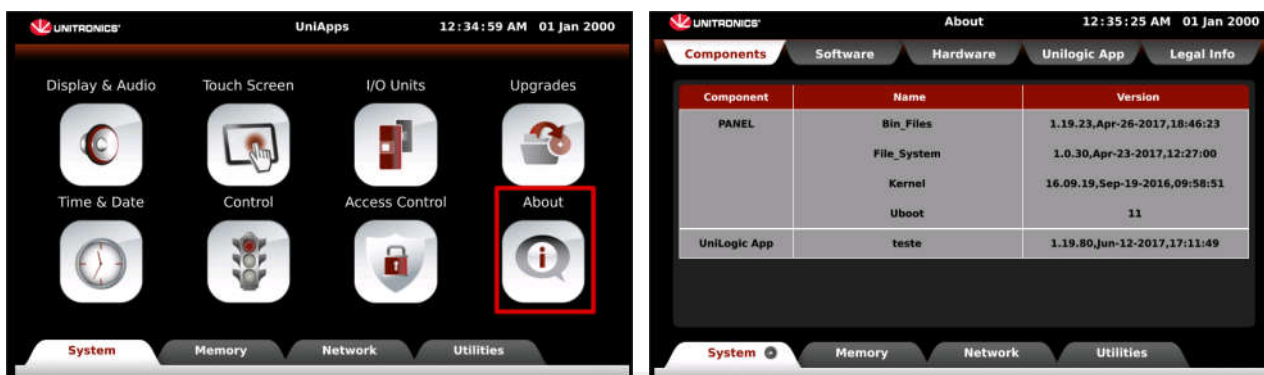 UNITRONICS® UniApps 12:34:59 AM 01 Jan 2000
Display & Audio Touch Screen I/O Units Upgrades
Time & Date Control Access Control About
System Memory Network Utilities
UNITRONICS® About 12:35:25 AM 01 Jan 2000
Components Software Hardware Unilogic App Legal Info
Component Name Version
PANEL Bin_Files 1.19.23,Apr-26-2017,18:46:23
File_System 1.0.30,Apr-23-2017,12:27:00
Kernel 16.09.19,Sep-19-2016,09:58:51
Uboot 11
UniLogic App teste 1.19.80,Jun-12-2017,17:11:49
System Memory Network Utilities